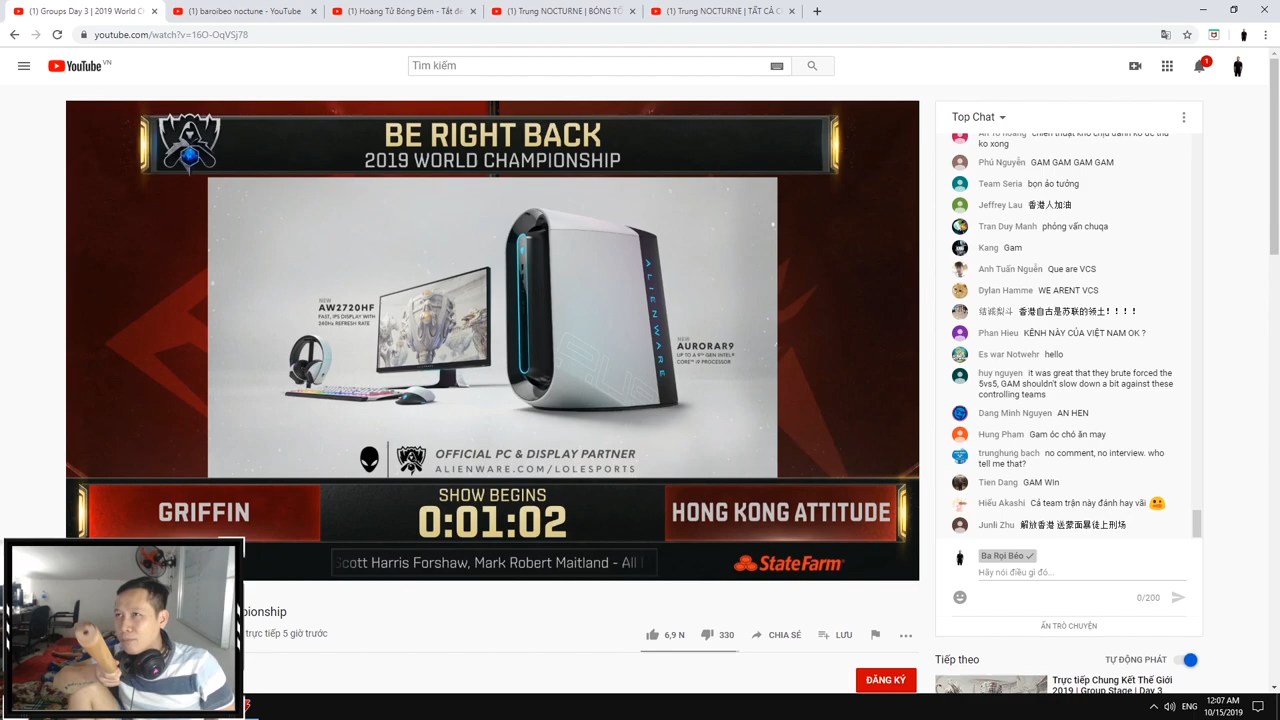 (1) Groups Day 3 | 2019 World C
(1) baroibeo noctune - YouTube
(1) Hoàng Tử Bóng Đêm - Tất
(1) Trung NOCTURNE | BÓNG TỐ
(1) Trung NOCTURNE | TẤT CẢ C
youtube.com/watch?v=16O-OqVSj78
YouTube VN
Tìm kiếm
1
BE RIGHT BACK
2019 WORLD CHAMPIONSHIP
NEW
AW2720HF
FAST, IPS DISPLAY WITH
240Hz REFRESH RATE
ALIENWARE
NEW
AURORAR9
UP TO A 9TH GEN INTEL®
CORE™ i9 PROCESSOR
OFFICIAL PC & DISPLAY PARTNER
ALIENWARE.COM/LOLESPORTS
GRIFFIN
SHOW BEGINS
0:01:02
HONG KONG ATTITUDE
Scott Harris Forshaw, Mark Robert Maitland - All
StateFarm
pionship
trực tiếp 5 giờ trước
6,9 N
330
CHIA SẺ
LƯU
ĐĂNG KÝ
Top Chat
ko xong
Phú Nguyễn GAM GAM GAM GAM
Team Seria bọn ảo tưởng
Jeffrey Lau 香港人加油
Tran Duy Manh phỏng vấn chuqa
Kang Gam
Anh Tuấn Nguễn Que are VCS
Dylan Hamme WE ARENT VCS
香港自古是苏联的领土！！！！
Phan Hieu KÊNH NÀY CỦA VIỆT NAM OK ?
Es war Notwehr hello
huy nguyen it was great that they brute forced the
5vs5, GAM shouldn't slow down a bit against these
controlling teams
Dang Minh Nguyen AN HEN
Hung Pham Gam óc chó ăn may
trunghung bach no comment, no interview. who
tell me that?
Tien Dang GAM WIn
Hiếu Akashi Cả team trận này đánh hay vãi
Junli Zhu 解放香港 送蒙面暴徒上刑场
Ba Rọi Béo
Hãy nói điều gì đó...
0/200
ẨN TRÒ CHUYỆN
Tiếp theo
TỰ ĐỘNG PHÁT
Trực tiếp Chung Kết Thế Giới
2019 | Group Stage | Day 3
ENG
12:07 AM
10/15/2019